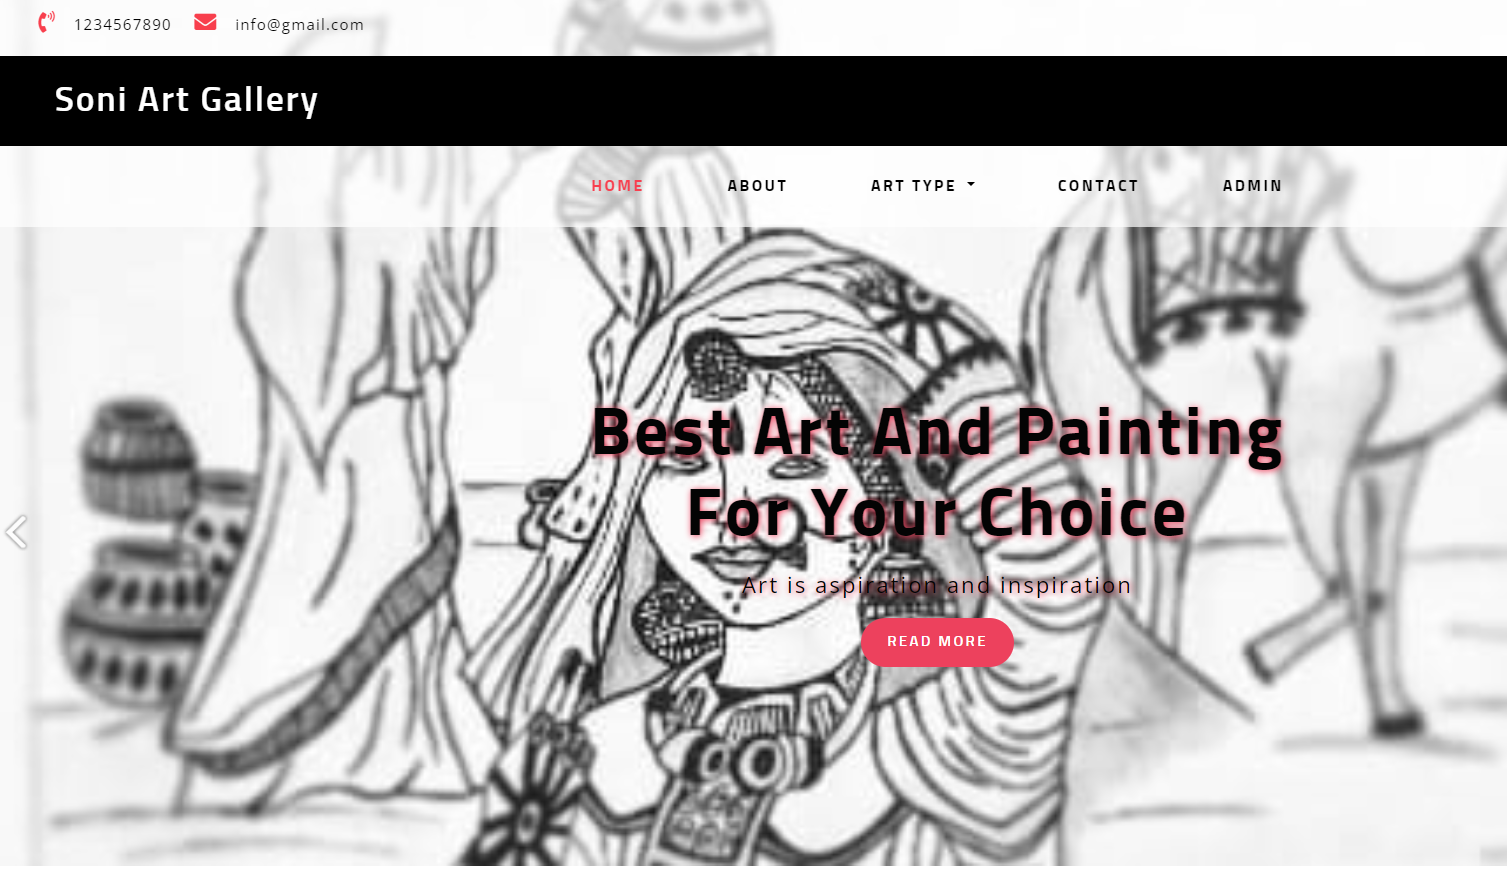 1234567890 info@gmail.com
Soni Art Gallery
HOME ABOUT ART TYPE CONTACT ADMIN
Best Art And Painting
For Your Choice
Art is aspiration and inspiration
READ MORE